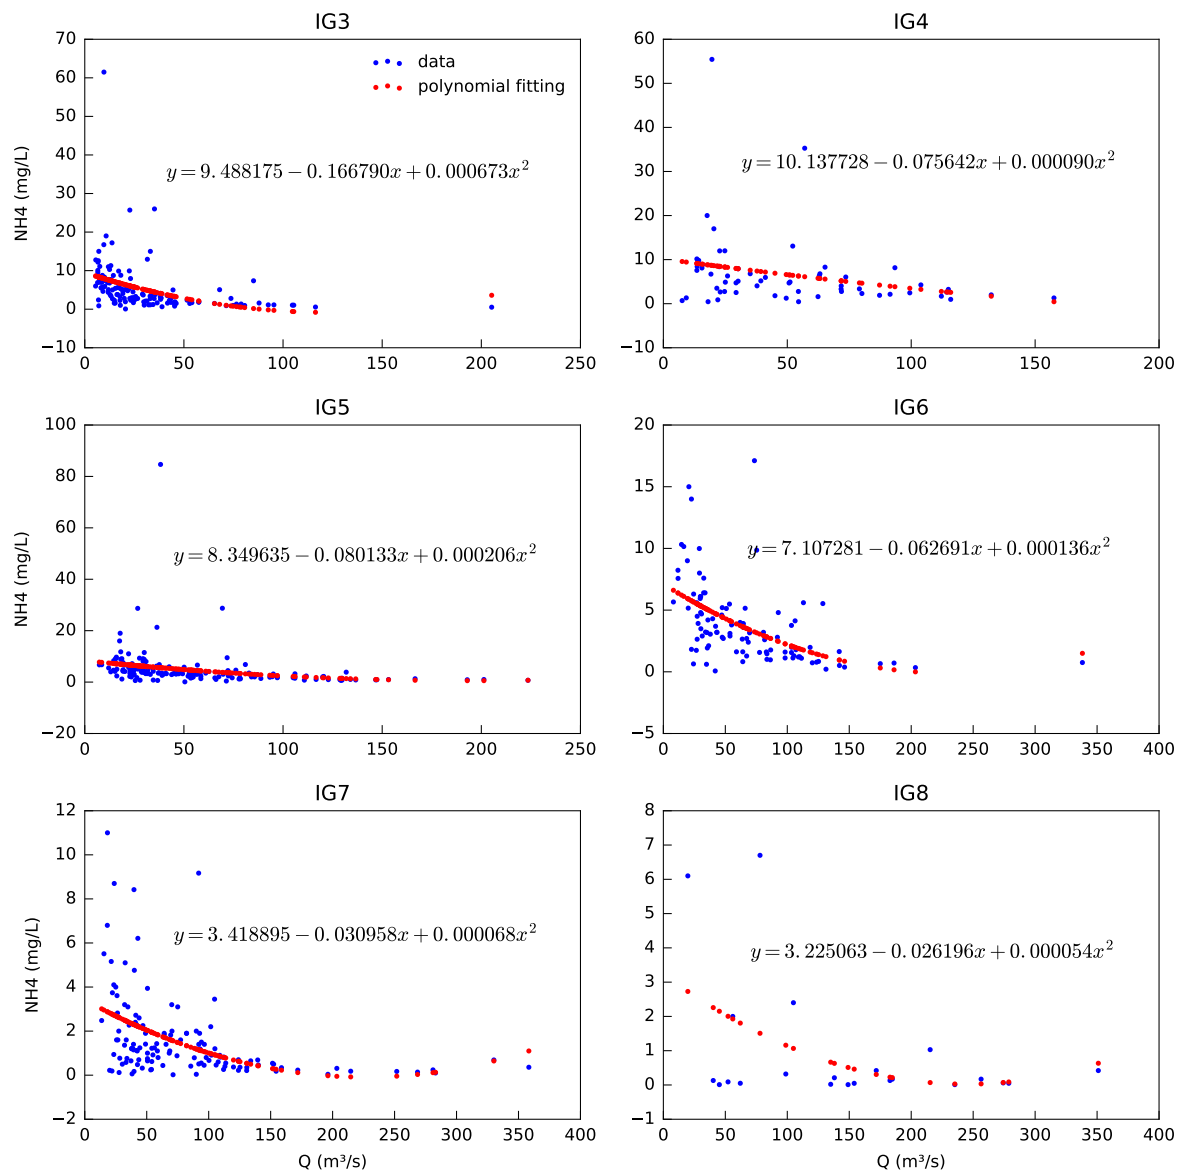 IG3
70
60
50
40
30
20
10
0
−10
NH4 (mg/L)
data
polynomial fitting
y = 9.488175 − 0.166790x + 0.000673x²
0 50 100 150 200 250
IG4
60
50
40
30
20
10
0
−10
y = 10.137728 − 0.075642x + 0.000090x²
0 50 100 150 200
IG5
100
80
60
40
20
0
−20
NH4 (mg/L)
y = 8.349635 − 0.080133x + 0.000206x²
0 50 100 150 200 250
IG6
20
15
10
5
0
−5
y = 7.107281 − 0.062691x + 0.000136x²
0 50 100 150 200 250 300 350 400
IG7
12
10
8
6
4
2
0
−2
NH4 (mg/L)
y = 3.418895 − 0.030958x + 0.000068x²
0 50 100 150 200 250 300 350 400
Q (m³/s)
IG8
8
7
6
5
4
3
2
1
0
−1
y = 3.225063 − 0.026196x + 0.000054x²
0 50 100 150 200 250 300 350 400
Q (m³/s)